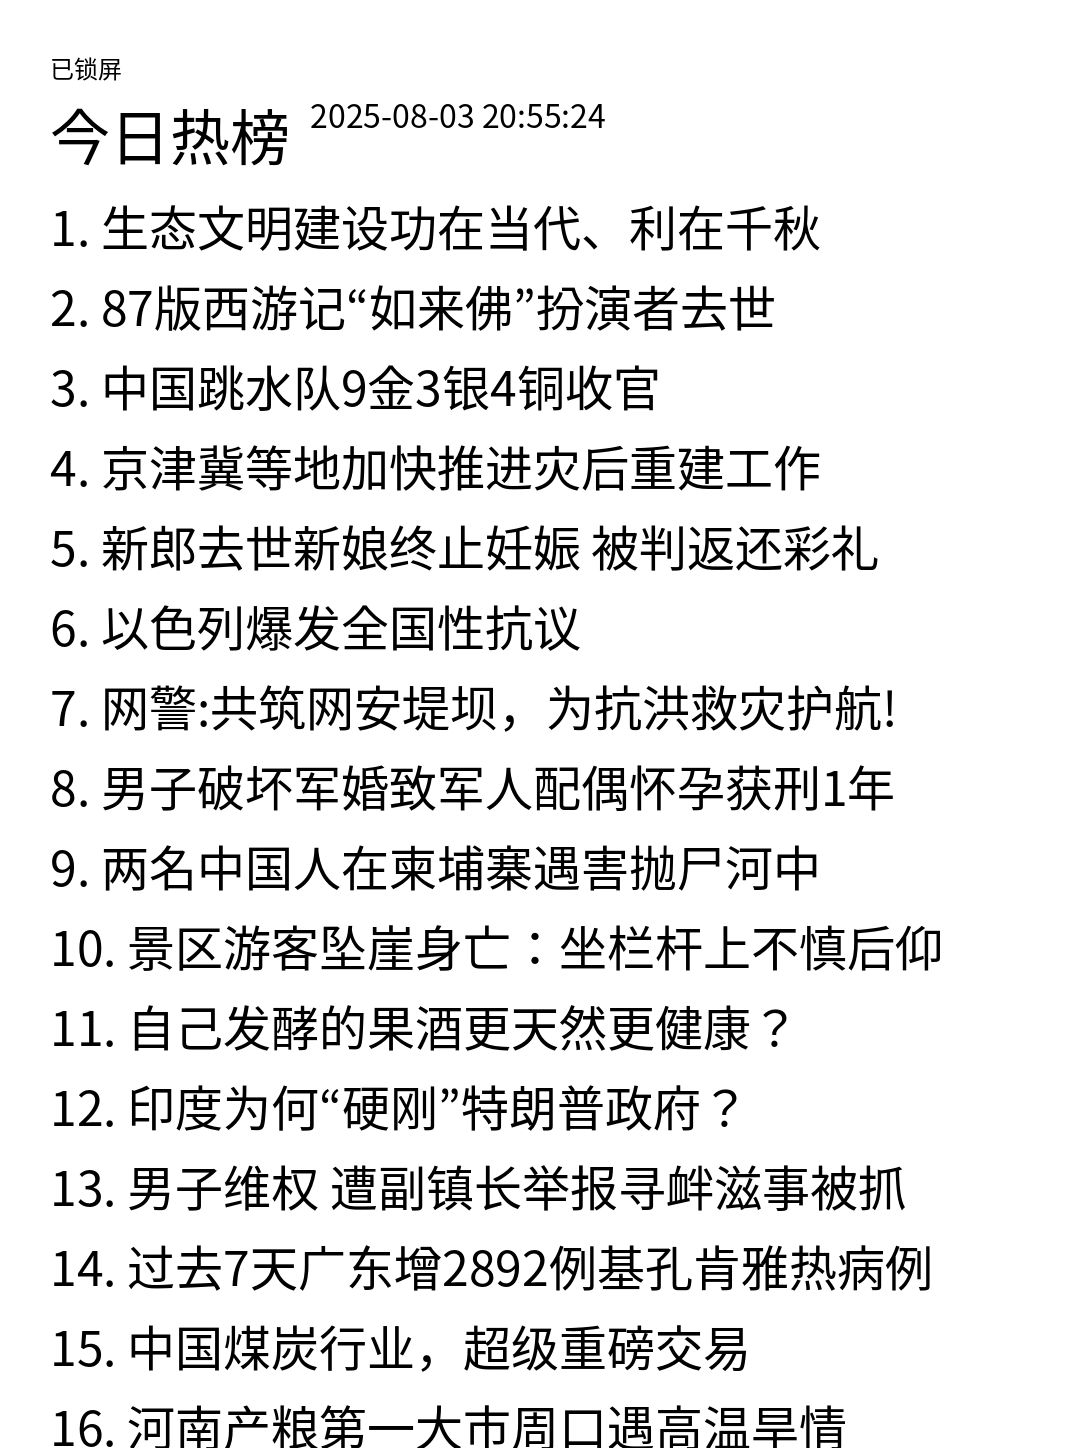 已锁屏
今日热榜 2025-08-03 20:55:24
1. 生态文明建设功在当代、利在千秋
2. 87版西游记“如来佛”扮演者去世
3. 中国跳水队9金3银4铜收官
4. 京津冀等地加快推进灾后重建工作
5. 新郎去世新娘终止妊娠 被判返还彩礼
6. 以色列爆发全国性抗议
7. 网警:共筑网安堤坝，为抗洪救灾护航!
8. 男子破坏军婚致军人配偶怀孕获刑1年
9. 两名中国人在柬埔寨遇害抛尸河中
10. 景区游客坠崖身亡：坐栏杆上不慎后仰
11. 自己发酵的果酒更天然更健康？
12. 印度为何“硬刚”特朗普政府？
13. 男子维权 遭副镇长举报寻衅滋事被抓
14. 过去7天广东增2892例基孔肯雅热病例
15. 中国煤炭行业，超级重磅交易
16. 河南产粮第一大市周口遇高温旱情